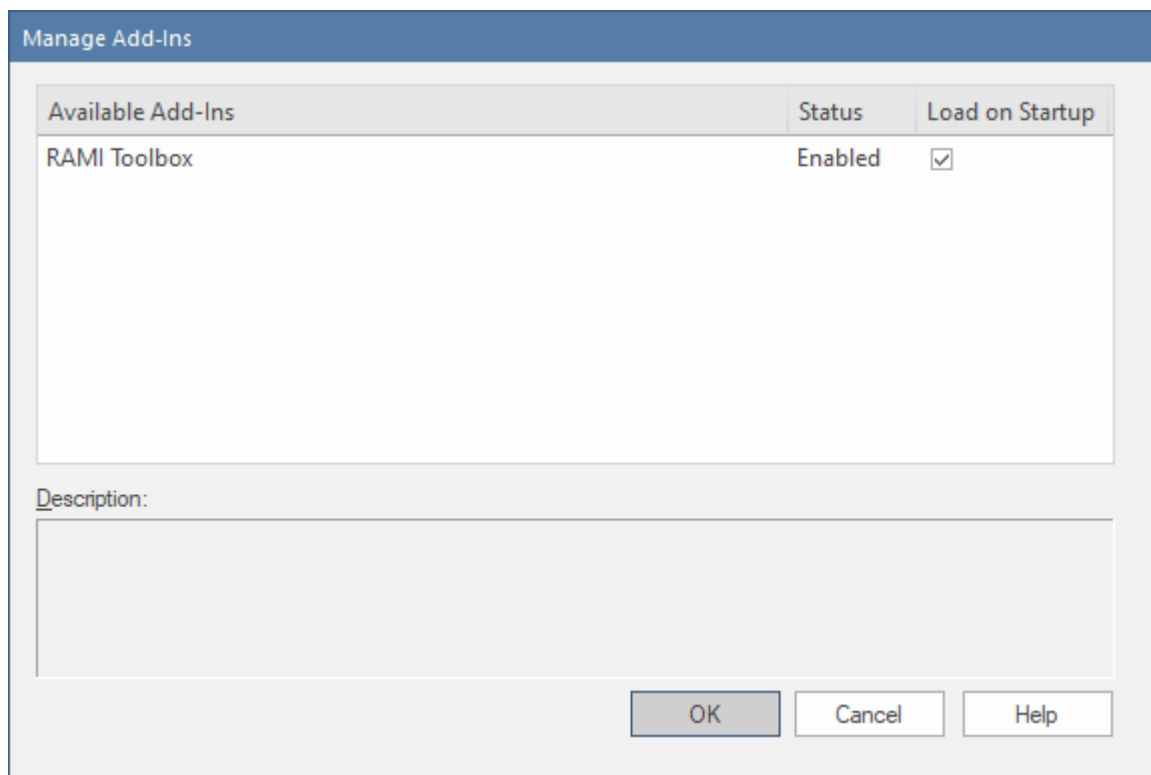 Manage Add-Ins
Available Add-Ins Status Load on Startup
RAMI Toolbox Enabled
Description:
OK Cancel Help